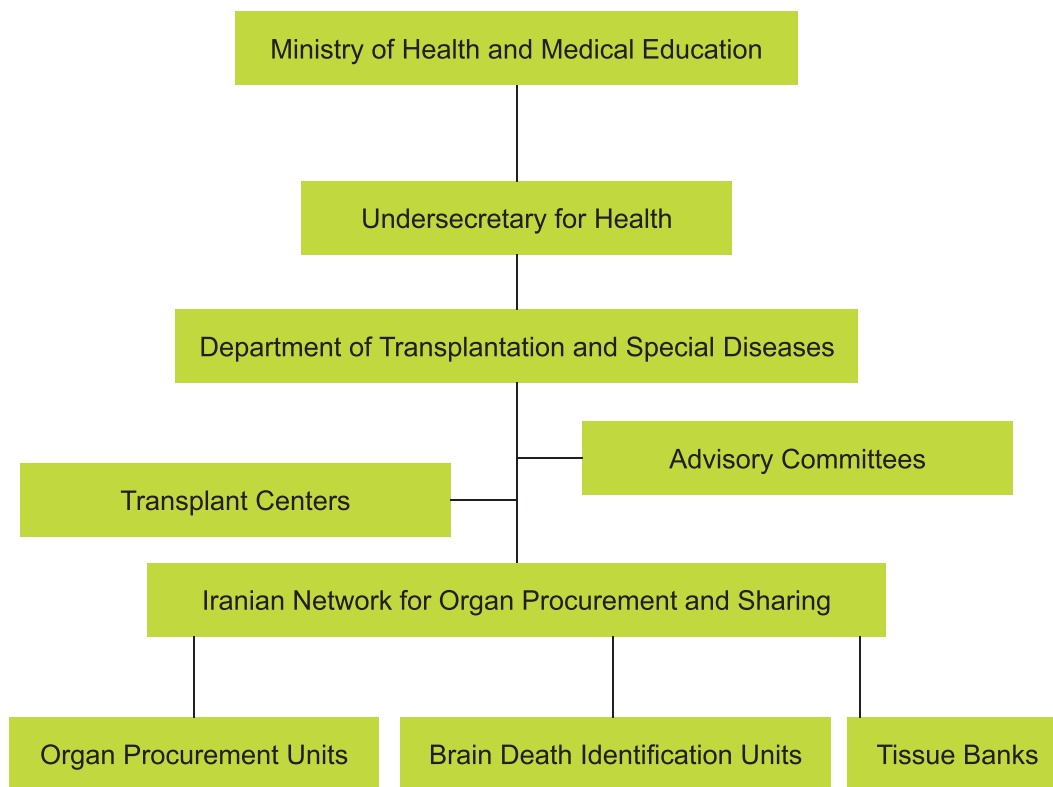 Ministry of Health and Medical Education
Undersecretary for Health
Department of Transplantation and Special Diseases
Advisory Committees
Transplant Centers
Iranian Network for Organ Procurement and Sharing
Organ Procurement Units
Brain Death Identification Units
Tissue Banks